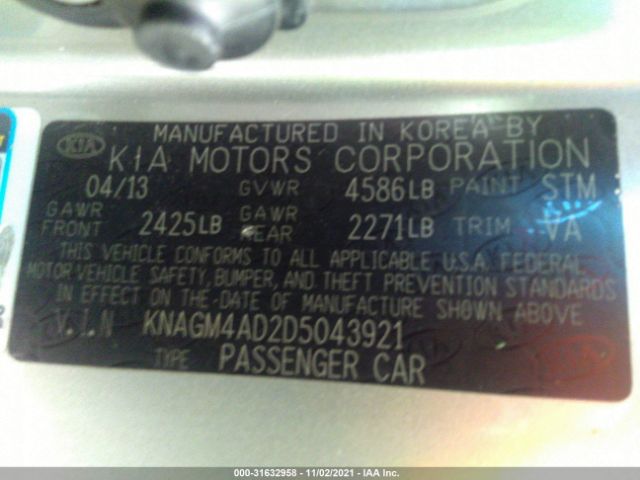 MANUFACTURED IN KOREA BY
KIA KIA MOTORS CORPORATION
04/13 GVWR 4586LB PAINT STM
GAWR FRONT 2425LB GAWR REAR 2271LB TRIM VA
THIS VEHICLE CONFORMS TO ALL APPLICABLE U.S.A. FEDERAL
MOTOR VEHICLE SAFETY, BUMPER, AND THEFT PREVENTION STANDARDS
IN EFFECT ON THE DATE OF MANUFACTURE SHOWN ABOVE
V.I.N KNAGM4AD2D5043921
TYPE PASSENGER CAR
000-31632958 - 11/02/2021 - IAA Inc.